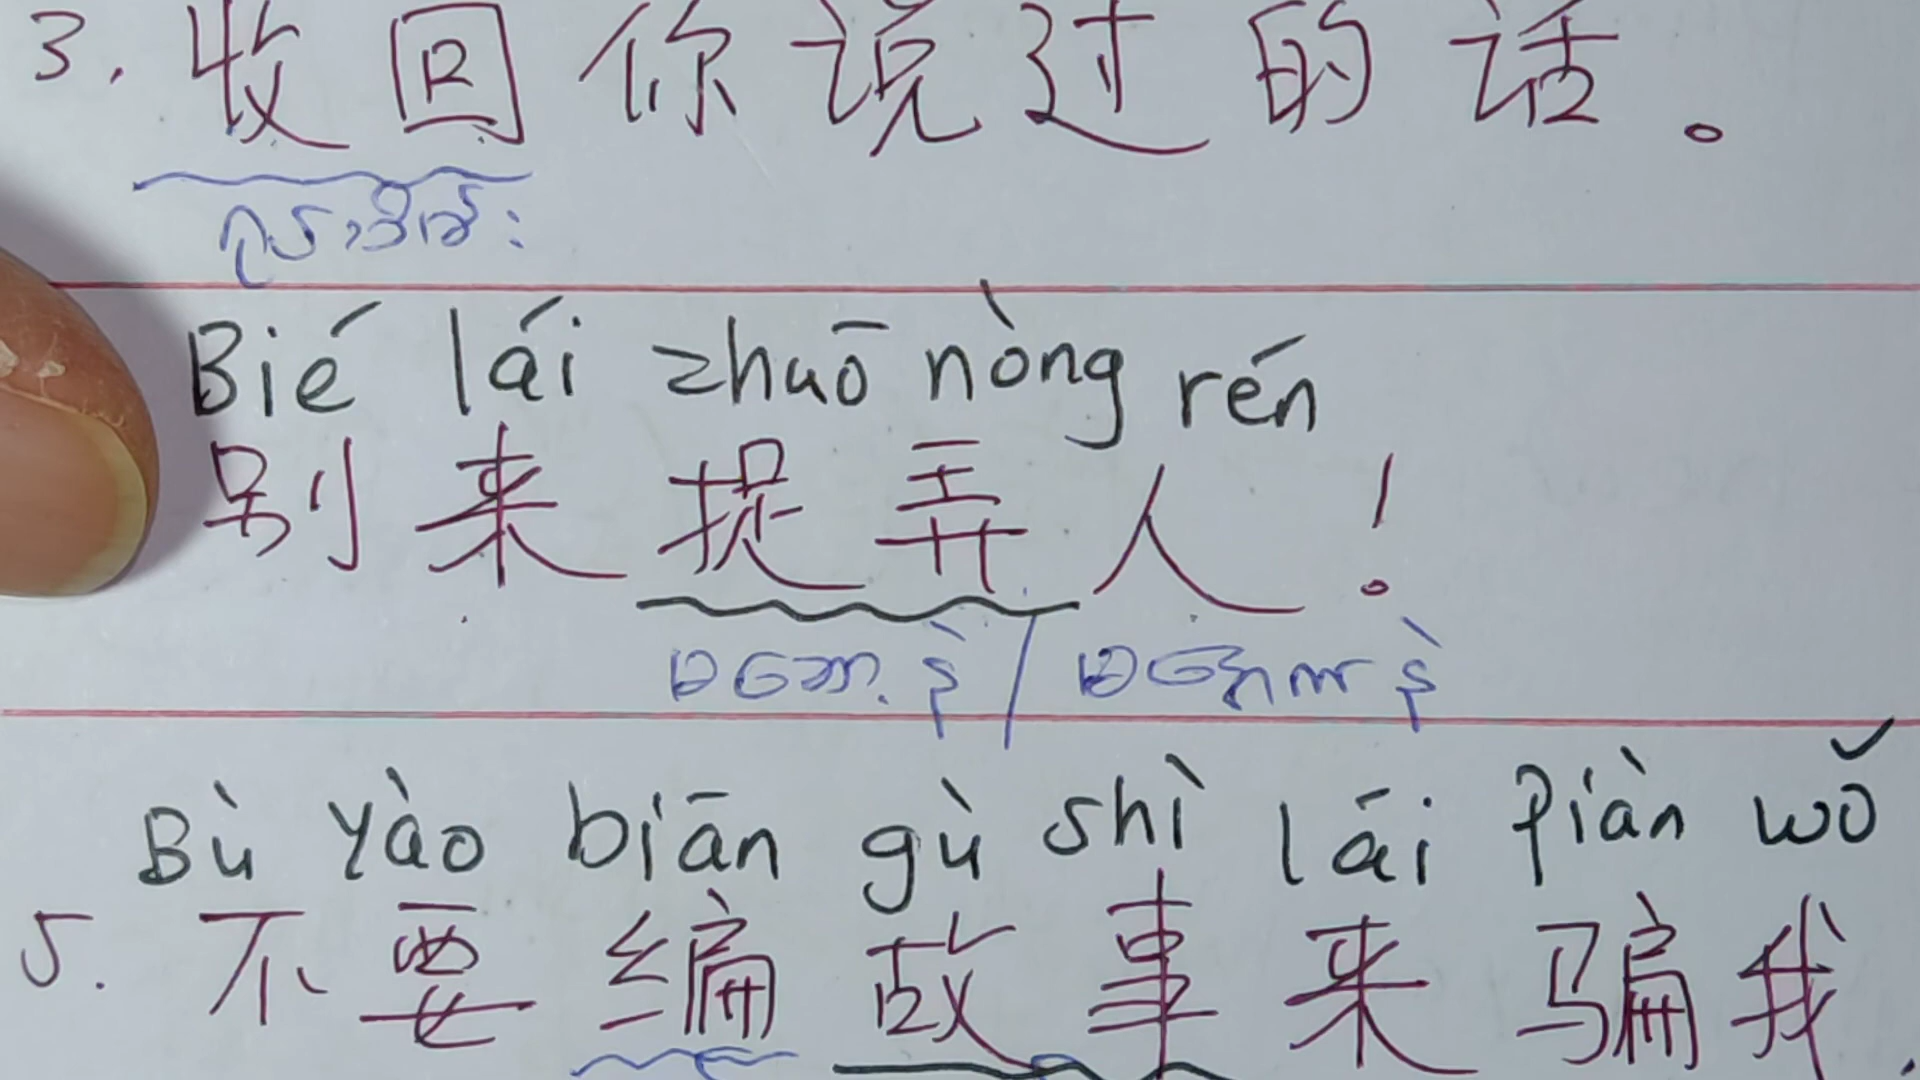 3. 收回你说过的话。
Bié lái zhuō nòng rén
别来捉弄人!
Bù yào biān gù shì lái piàn wǒ
5. 不要编故事来骗我.